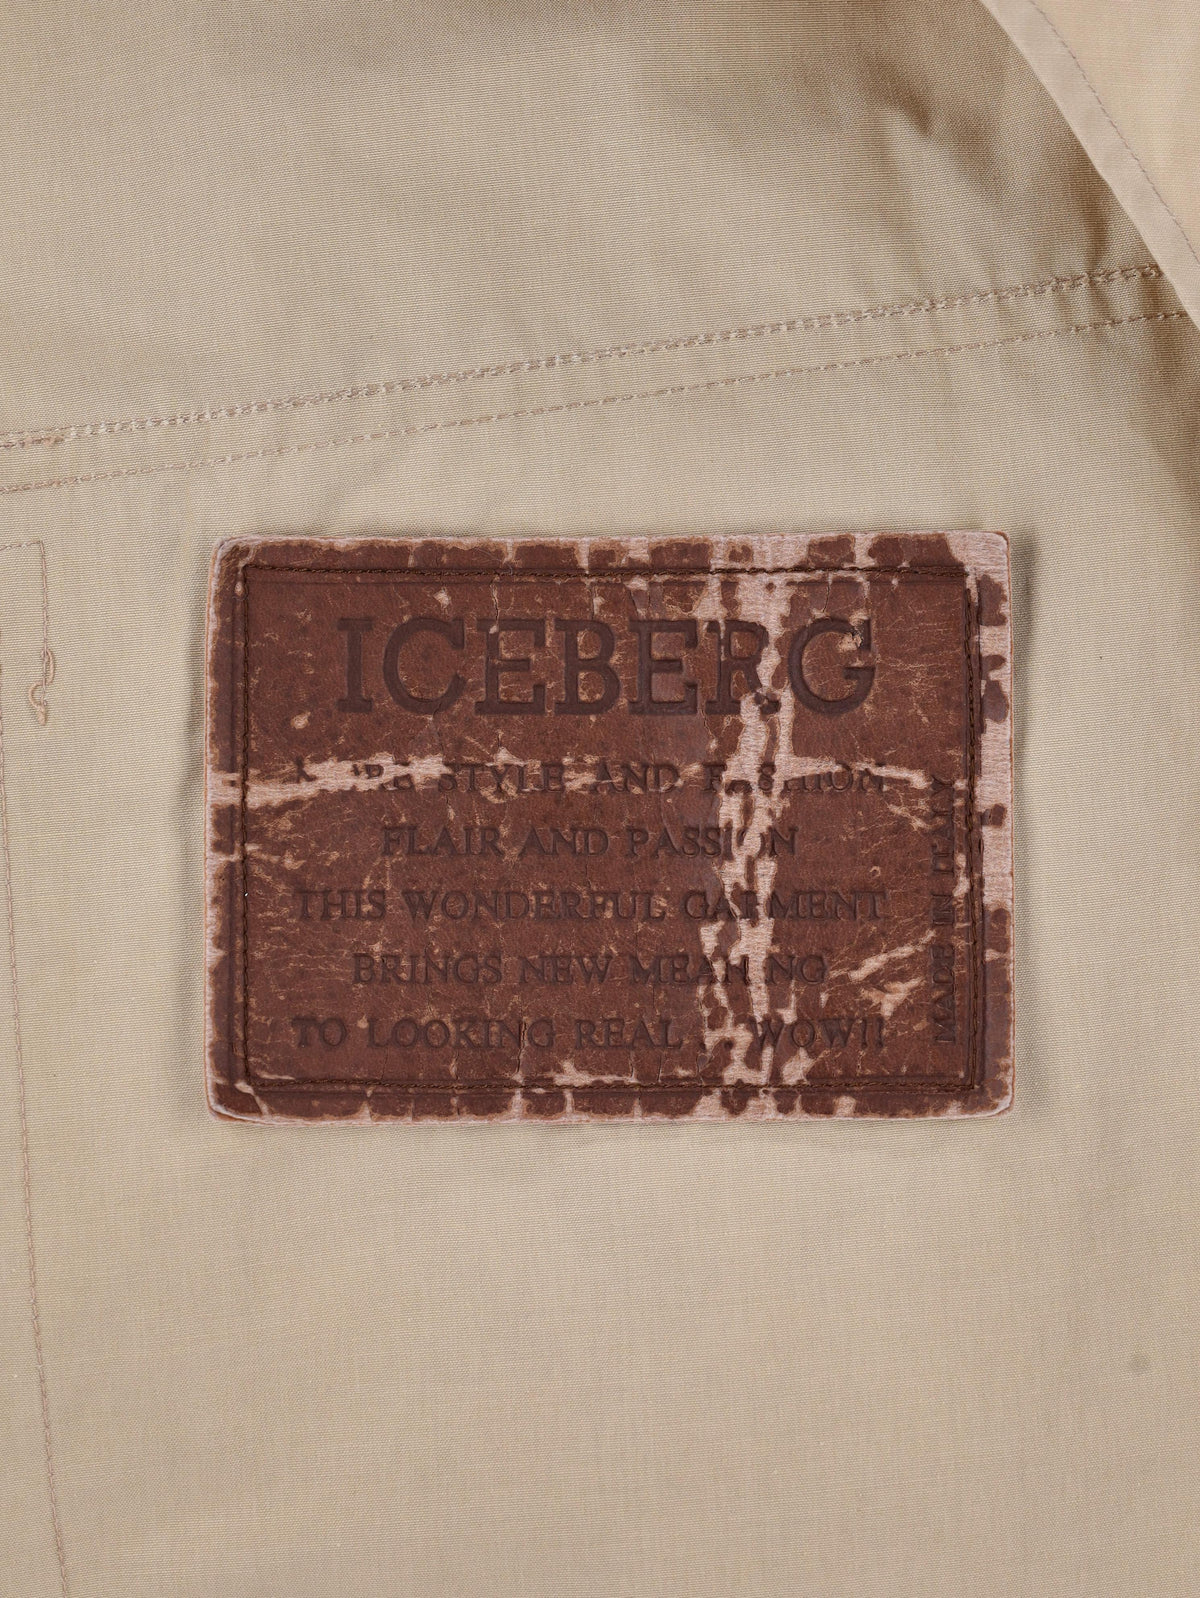 ICEBERG
STYLE AND FASHION
FLAIR AND PASSION
THIS WONDERFUL GARMENT
BRINGS NEW MEANING
TO LOOKING REAL . . WOW!!
MADE IN ITALY